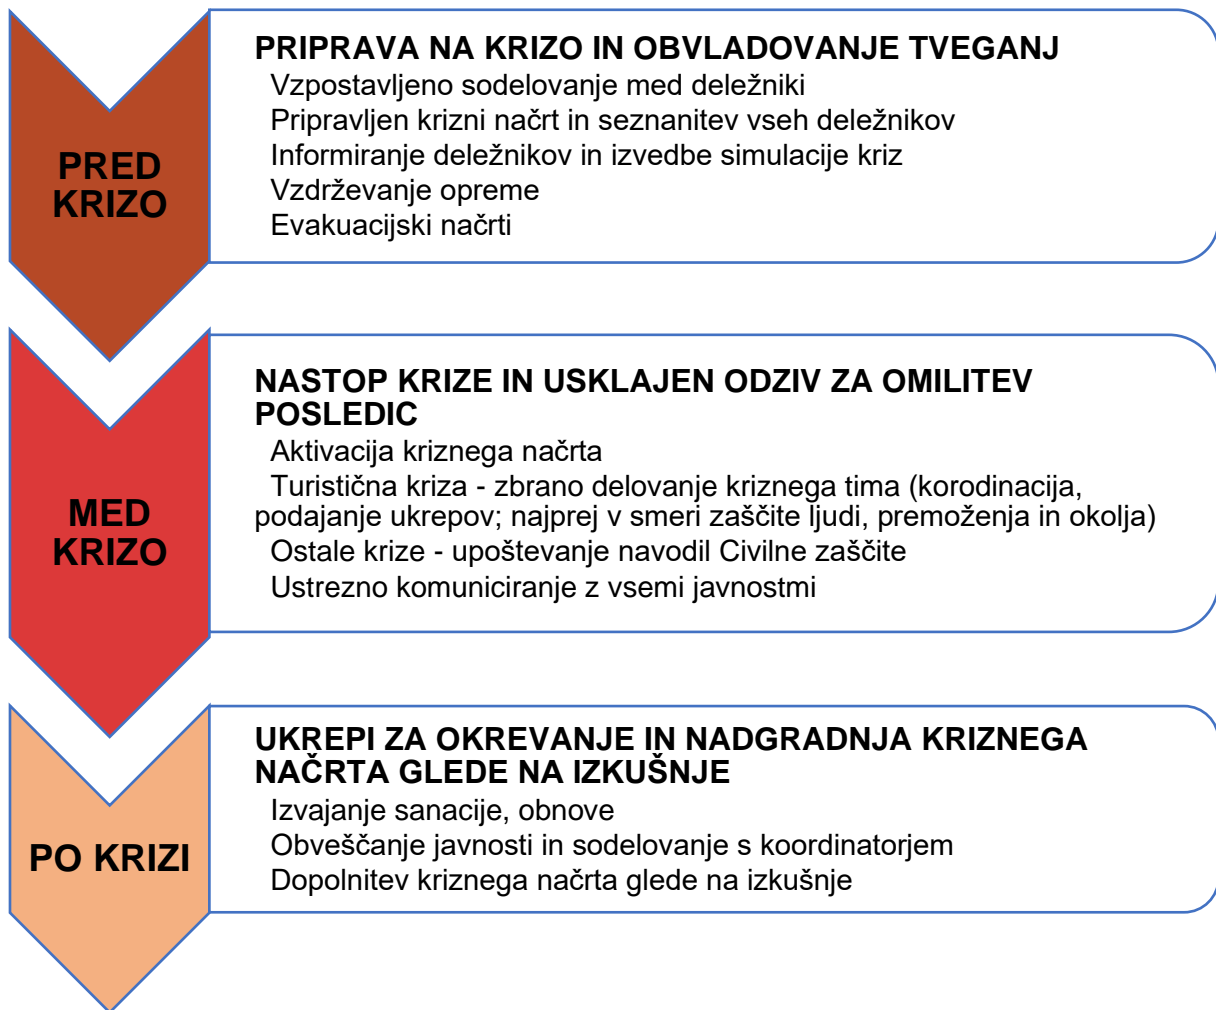 PRED
KRIZO
PRIPRAVA NA KRIZO IN OBVLADOVANJE TVEGANJ
Vzpostavljeno sodelovanje med deležniki
Pripravljen krizni načrt in seznanitev vseh deležnikov
Informiranje deležnikov in izvedbe simulacije kriz
Vzdrževanje opreme
Evakuacijski načrti
MED
KRIZO
NASTOP KRIZE IN USKLAJEN ODZIV ZA OMILITEV
POSLEDIC
Aktivacija kriznega načrta
Turistična kriza - zbrano delovanje kriznega tima (korodinacija,
podajanje ukrepov; najprej v smeri zaščite ljudi, premoženja in okolja)
Ostale krize - upoštevanje navodil Civilne zaščite
Ustrezno komuniciranje z vsemi javnostmi
PO KRIZI
UKREPI ZA OKREVANJE IN NADGRADNJA KRIZNEGA
NAČRTA GLEDE NA IZKUŠNJE
Izvajanje sanacije, obnove
Obveščanje javnosti in sodelovanje s koordinatorjem
Dopolnitev kriznega načrta glede na izkušnje